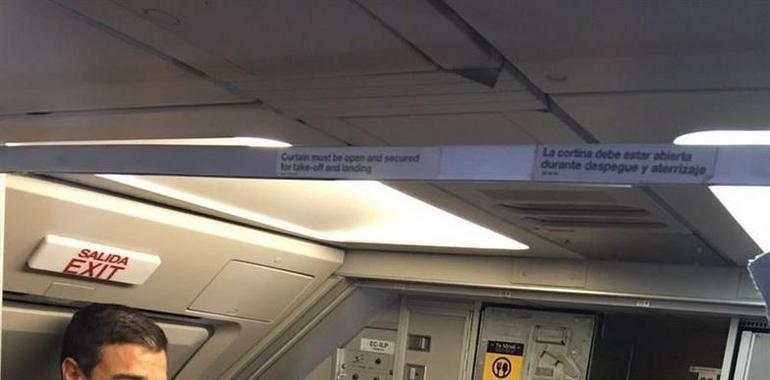 Curtain must be open and secured
for take-off and landing
La cortina debe estar abierta
durante despegue y aterrizaje
SALIDA
EXIT
EC-ILP